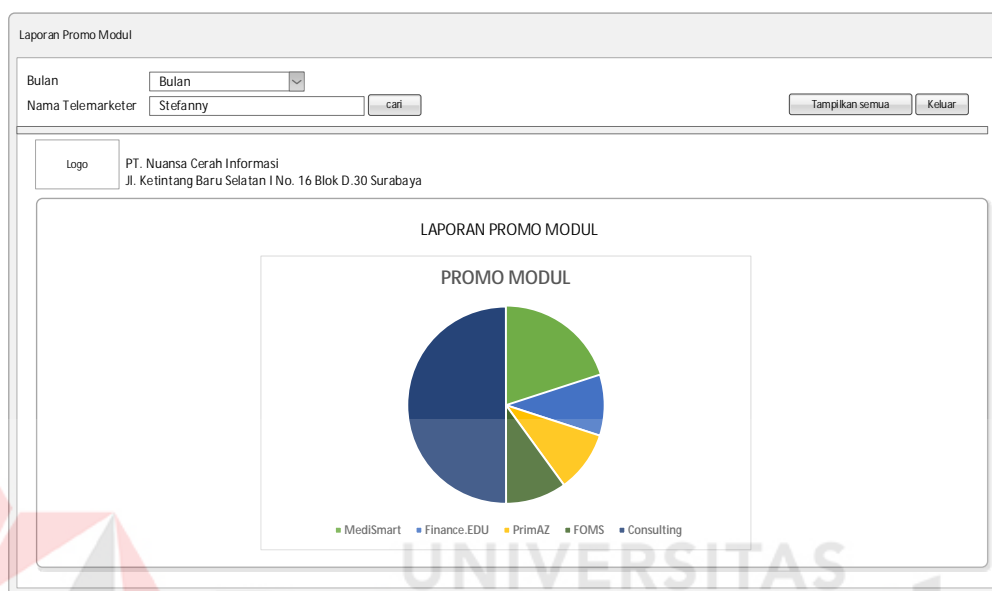 Laporan Promo Modul
Bulan Bulan
Nama Telemarketer Stefanny cari Tampilkan semua Keluar
Logo
PT. Nuansa Cerah Informasi
Jl. Ketintang Baru Selatan I No. 16 Blok D.30 Surabaya
LAPORAN PROMO MODUL
PROMO MODUL
MediSmart Finance.EDU PrimAZ FOMS Consulting
UNIVERSITAS